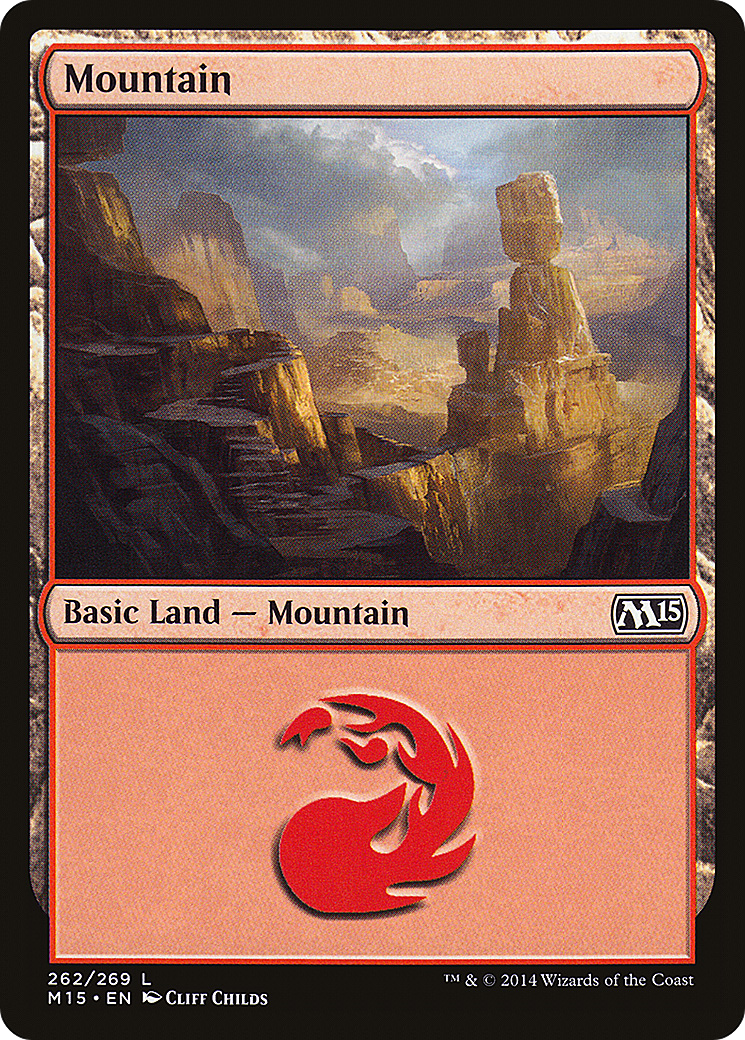 Mountain
Basic Land — Mountain
M15
262/269 L
™ & © 2014 Wizards of the Coast
M15 • EN Cliff Childs